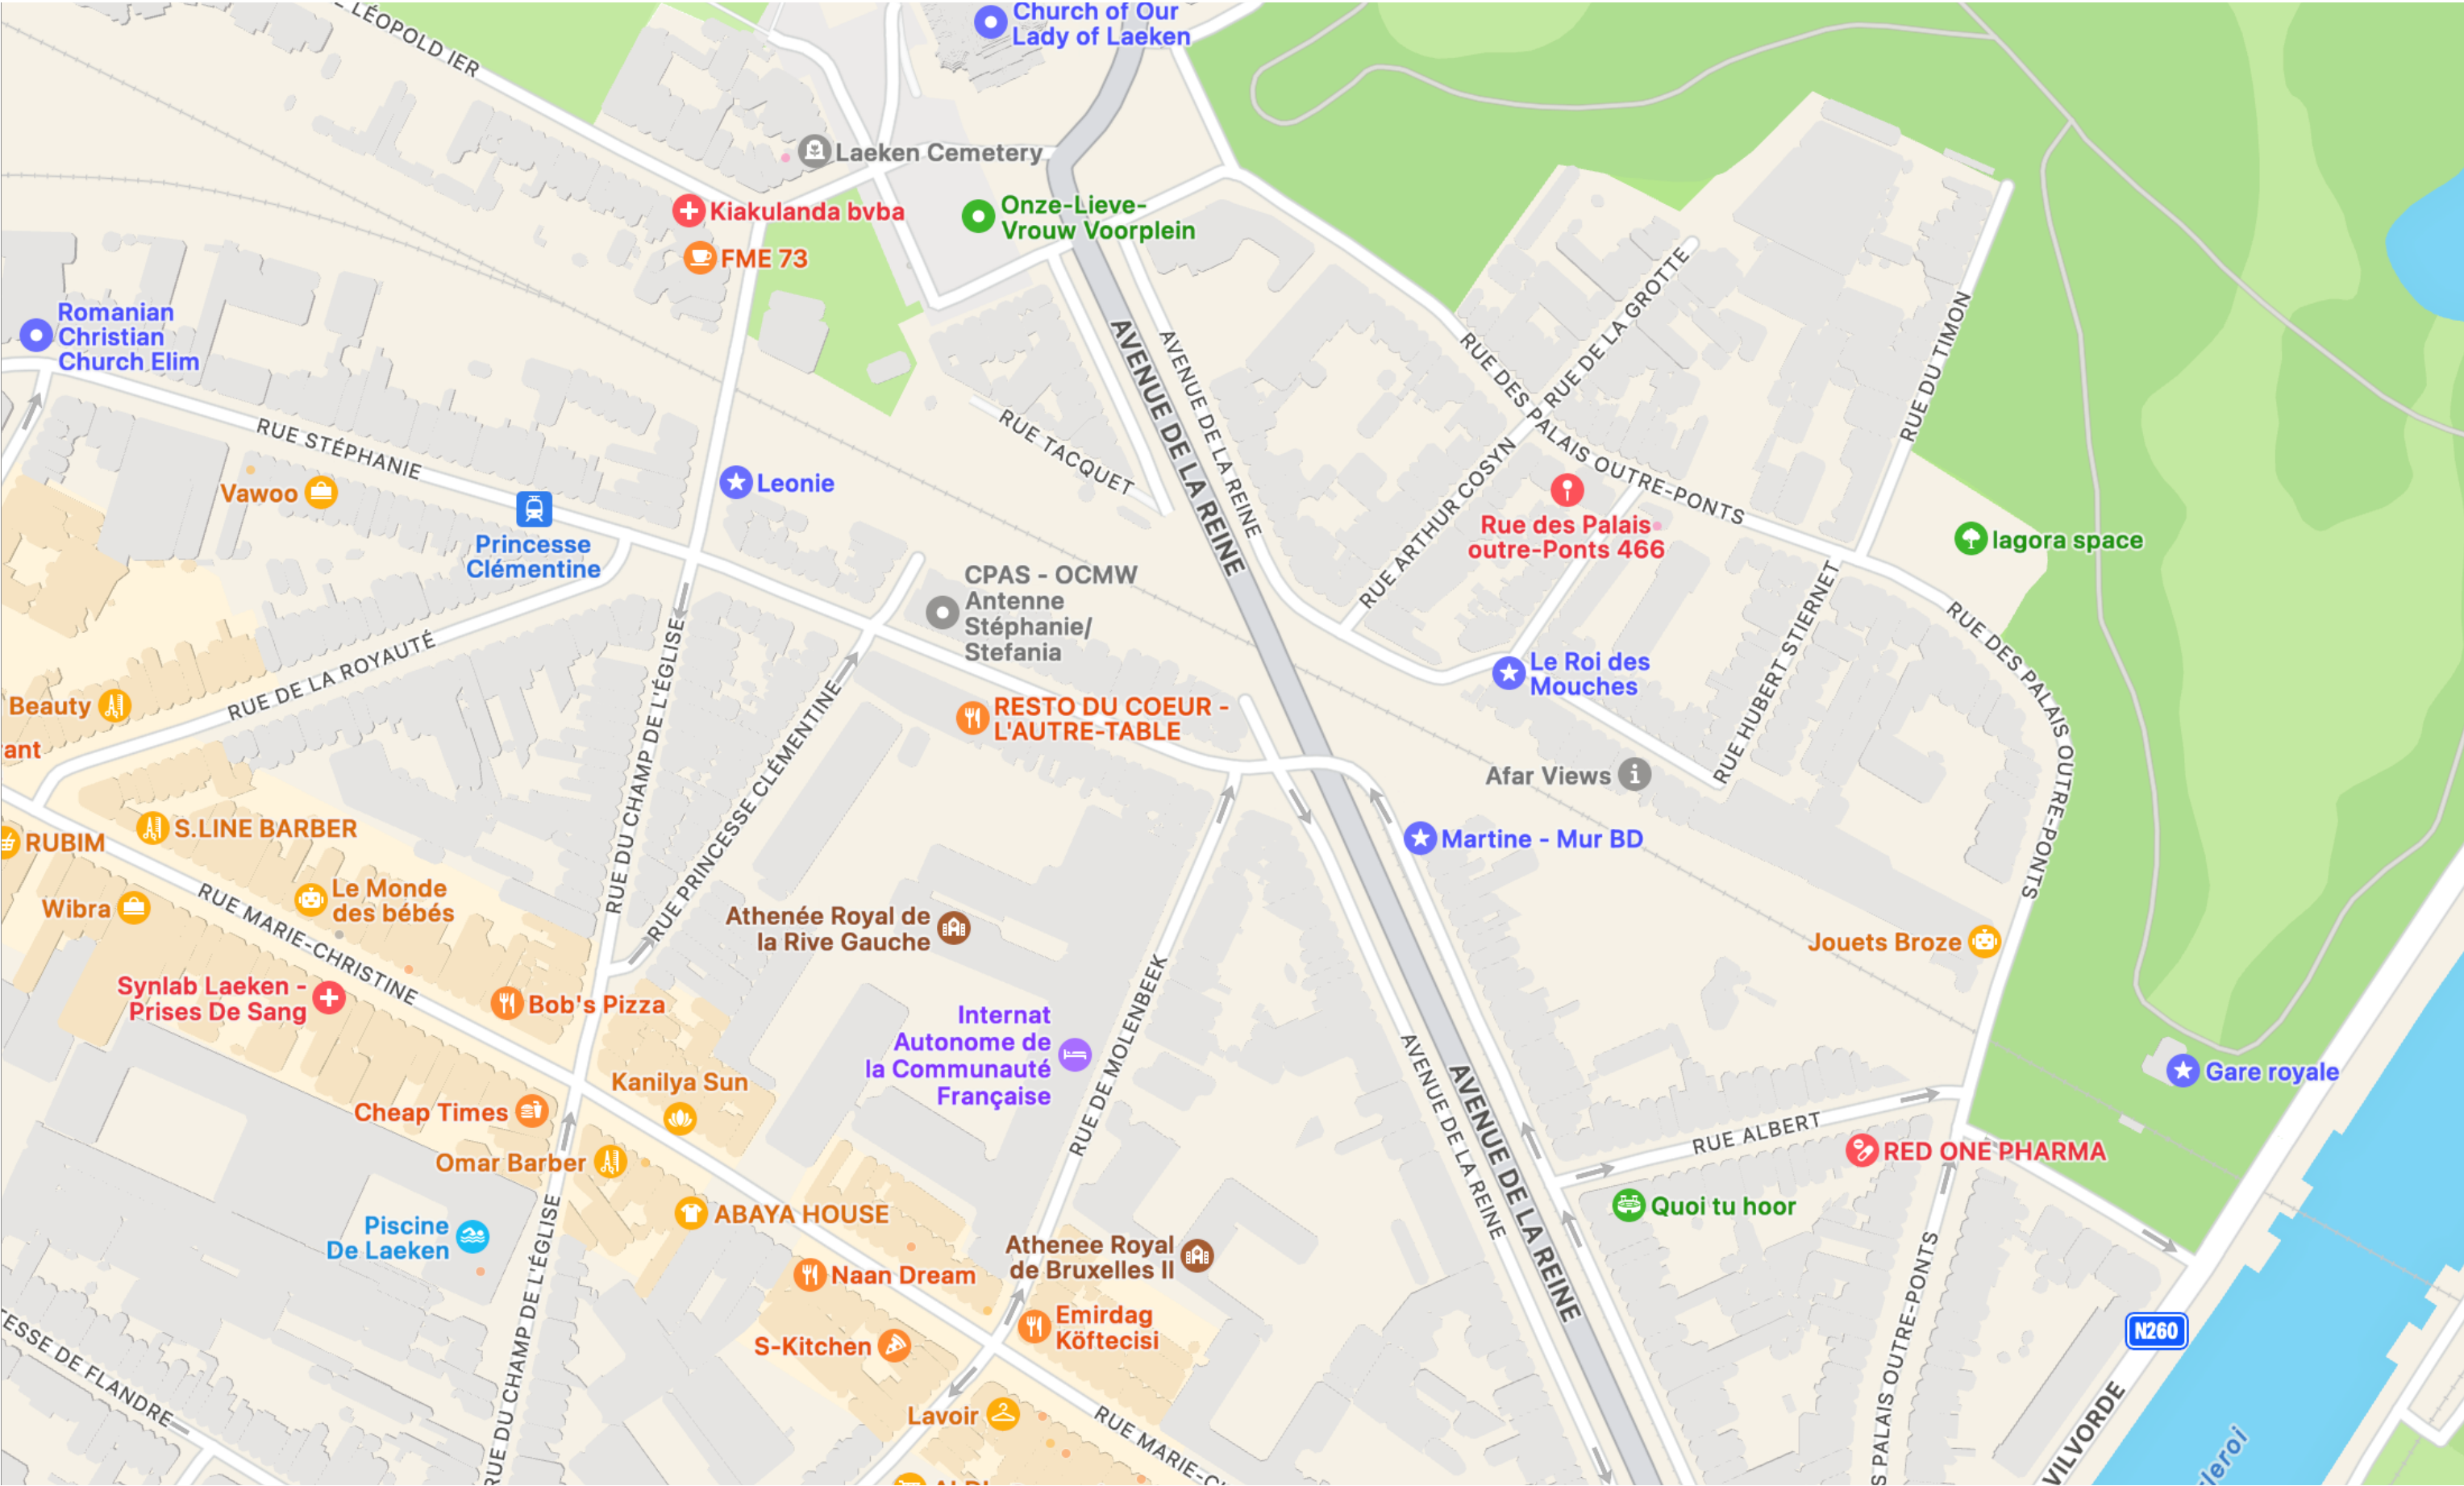 Church of Our
Lady of Laeken
LÉOPOLD IER
Laeken Cemetery
Kiakulanda bvba
Onze-Lieve-
Vrouw Voorplein
FME 73
Romanian
Christian
Church Elim
RUE STÉPHANIE
Vawoo
Princesse
Clémentine
Leonie
RUE TACQUET
AVENUE DE LA REINE
AVENUE DE LA REINE
RUE DE LA GROTTE
RUE DES PALAIS OUTRE-PONTS
RUE ARTHUR COSYN
RUE DU TIMON
Rue des Palais
outre-Ponts 466
lagora space
CPAS - OCMW
Antenne
Stéphanie/
Stefania
RUE DE LA ROYAUTÉ
RUE DU CHAMP DE L'ÉGLISE
RUE PRINCESSE CLÉMENTINE
RESTO DU COEUR -
L'AUTRE-TABLE
Le Roi des
Mouches
RUE HUBERT STIERNET
RUE DES PALAIS OUTRE-PONTS
Beauty
ant
Afar Views
S.LINE BARBER
RUBIM
Martine - Mur BD
Le Monde
des bébés
Wibra
RUE MARIE-CHRISTINE
Athenée Royal de
la Rive Gauche
Jouets Broze
Synlab Laeken -
Prises De Sang
Bob's Pizza
Internat
Autonome de
la Communauté
Française
RUE DE MOLENBEEK
AVENUE DE LA REINE
AVENUE DE LA REINE
Gare royale
Kanilya Sun
Cheap Times
Omar Barber
RUE ALBERT
RED ONE PHARMA
Quoi tu hoor
ABAYA HOUSE
Piscine
De Laeken
RUE DU CHAMP DE L'ÉGLISE
Naan Dream
Athenee Royal
de Bruxelles II
Emirdag
Köftecisi
S-Kitchen
N260
ESSE DE FLANDRE
Lavoir
RUE MARIE-C
S PALAIS OUTRE-PONTS
VILVORDE
leroi